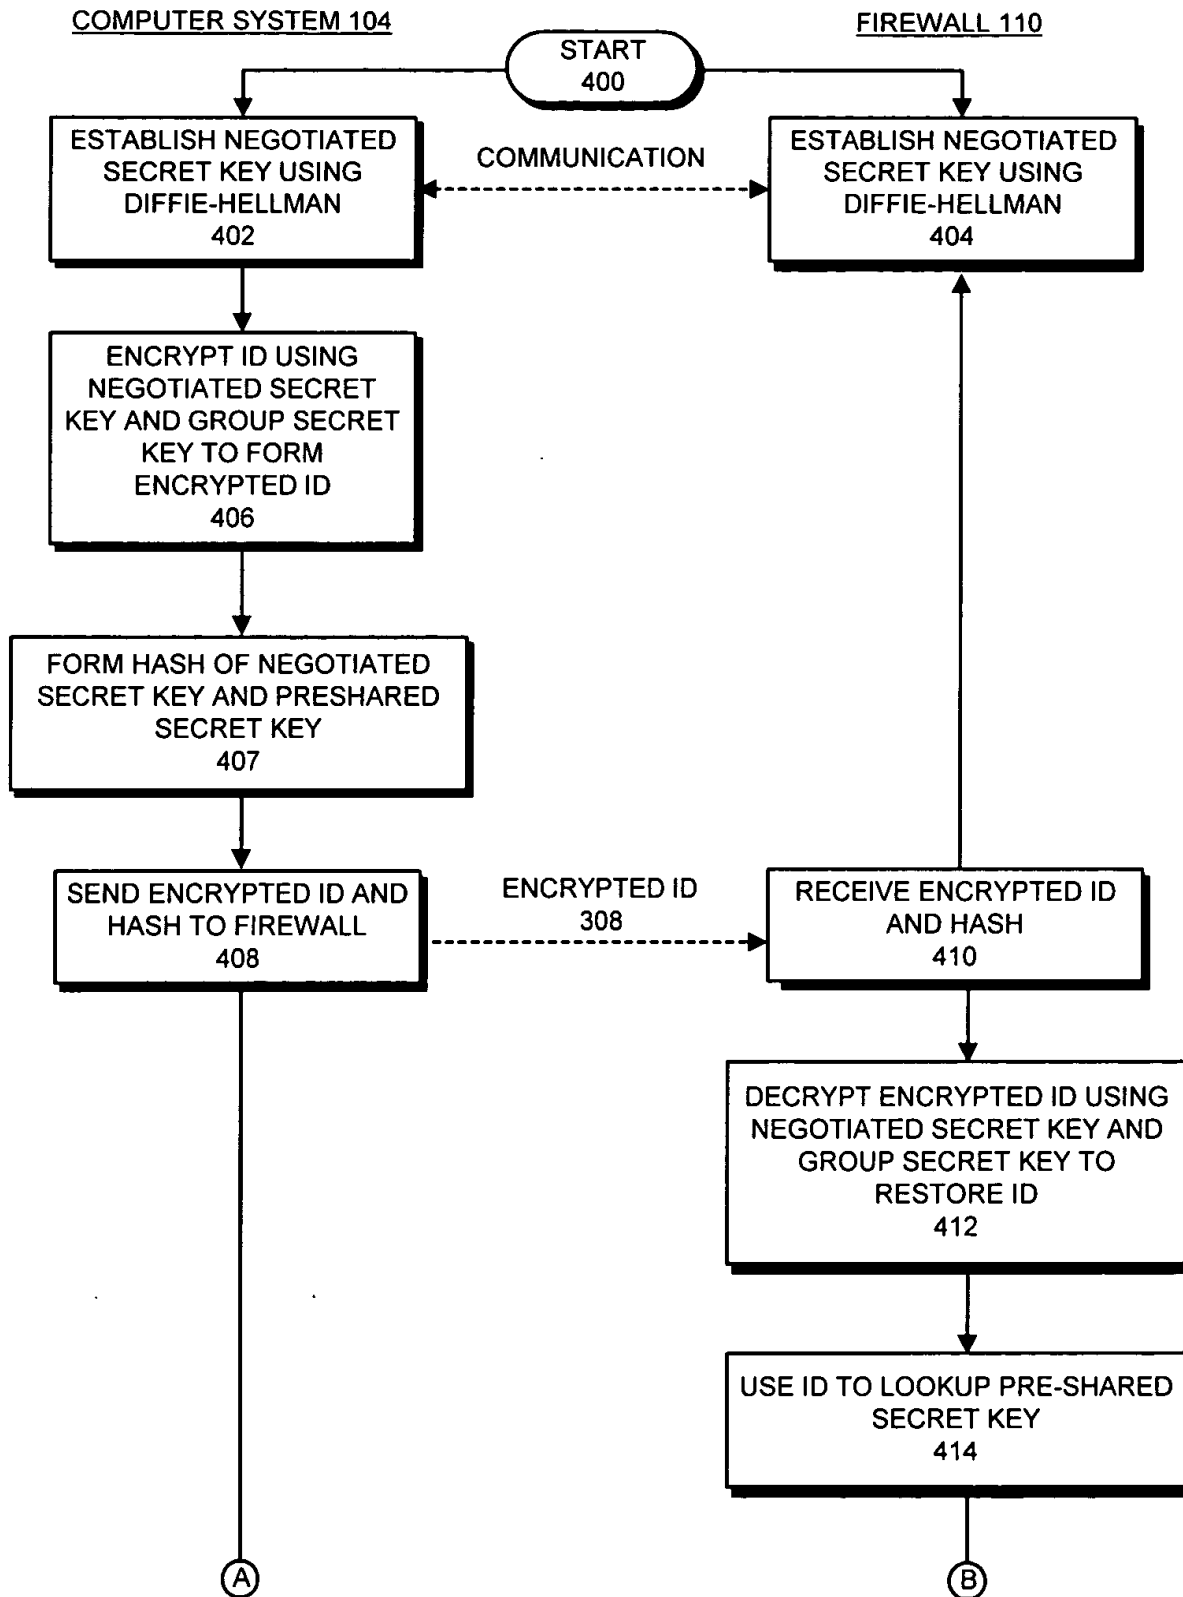 COMPUTER SYSTEM 104
FIREWALL 110
START
400
ESTABLISH NEGOTIATED
SECRET KEY USING
DIFFIE-HELLMAN
402
COMMUNICATION
ESTABLISH NEGOTIATED
SECRET KEY USING
DIFFIE-HELLMAN
404
ENCRYPT ID USING
NEGOTIATED SECRET
KEY AND GROUP SECRET
KEY TO FORM
ENCRYPTED ID
406
FORM HASH OF NEGOTIATED
SECRET KEY AND PRESHARED
SECRET KEY
407
SEND ENCRYPTED ID AND
HASH TO FIREWALL
408
ENCRYPTED ID
308
RECEIVE ENCRYPTED ID
AND HASH
410
DECRYPT ENCRYPTED ID USING
NEGOTIATED SECRET KEY AND
GROUP SECRET KEY TO
RESTORE ID
412
USE ID TO LOOKUP PRE-SHARED
SECRET KEY
414
A
B